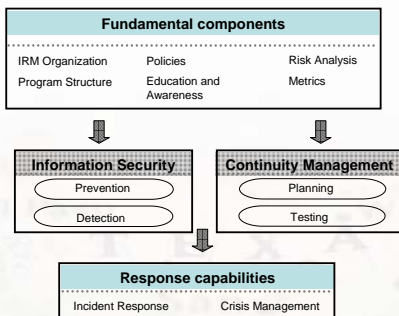 Fundamental components
IRM Organization
Policies
Risk Analysis
Program Structure
Education and
Awareness
Metrics
Information Security
Prevention
Detection
Continuity Management
Planning
Testing
Response capabilities
Incident Response
Crisis Management